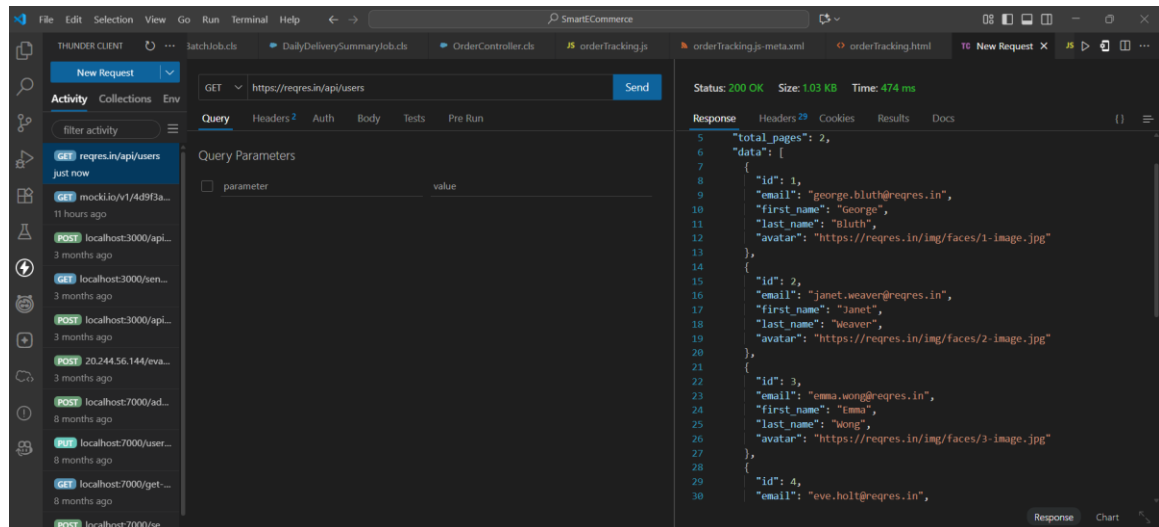 File Edit Selection View Go Run Terminal Help
SmartECommerce
THUNDER CLIENT
BatchJob.cls
DailyDeliverySummaryJob.cls
OrderController.cls
JS orderTracking.js
orderTracking.js-meta.xml
orderTracking.html
TC New Request
JS
New Request
Activity Collections Env
filter activity
GET reqres.in/api/users
just now
GET mocki.io/v1/4d9f3a...
11 hours ago
POST localhost:3000/api...
3 months ago
GET localhost:3000/sen...
3 months ago
POST localhost:3000/api...
3 months ago
POST 20.244.56.144/eva...
3 months ago
POST localhost:7000/ad...
8 months ago
PUT localhost:7000/user...
8 months ago
GET localhost:7000/get-...
8 months ago
POST localhost:7000/se...
GET https://reqres.in/api/users Send
Query Headers 2 Auth Body Tests Pre Run
Query Parameters
parameter value
Status: 200 OK Size: 1.03 KB Time: 474 ms
Response Headers 29 Cookies Results Docs {}
5 "total_pages": 2,
6 "data": [
7 {
8 "id": 1,
9 "email": "george.bluth@reqres.in",
10 "first_name": "George",
11 "last_name": "Bluth",
12 "avatar": "https://reqres.in/img/faces/1-image.jpg"
13 },
14 {
15 "id": 2,
16 "email": "janet.weaver@reqres.in",
17 "first_name": "Janet",
18 "last_name": "Weaver",
19 "avatar": "https://reqres.in/img/faces/2-image.jpg"
20 },
21 {
22 "id": 3,
23 "email": "emma.wong@reqres.in",
24 "first_name": "Emma",
25 "last_name": "Wong",
26 "avatar": "https://reqres.in/img/faces/3-image.jpg"
27 },
28 {
29 "id": 4,
30 "email": "eve.holt@reqres.in",
Response Chart